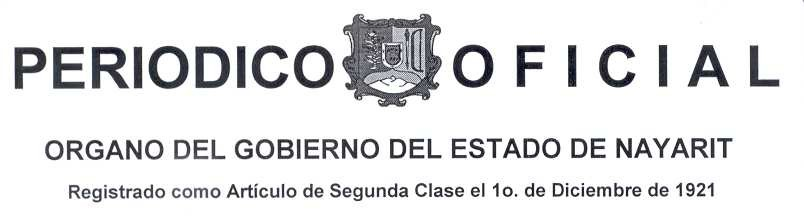 PERIODICO OFICIAL
ORGANO DEL GOBIERNO DEL ESTADO DE NAYARIT
Registrado como Artículo de Segunda Clase el 1o. de Diciembre de 1921